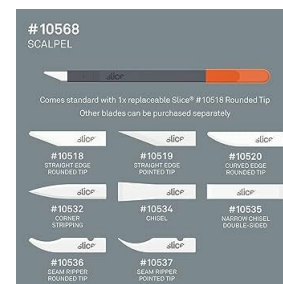 #10568
SCALPEL
slice
Comes standard with 1x replaceable Slice® #10518 Rounded Tip
Other blades can be purchased separately
slice
slice
slice
#10518
STRAIGHT EDGE
ROUNDED TIP
#10519
STRAIGHT EDGE
POINTED TIP
#10520
CURVED EDGE
ROUNDED TIP
slice
slice
slice
#10532
CORNER
STRIPPING
#10534
CHISEL
#10535
NARROW CHISEL
DOUBLE-SIDED
slice
slice
#10536
SEAM RIPPER
ROUNDED TIP
#10537
SEAM RIPPER
POINTED TIP